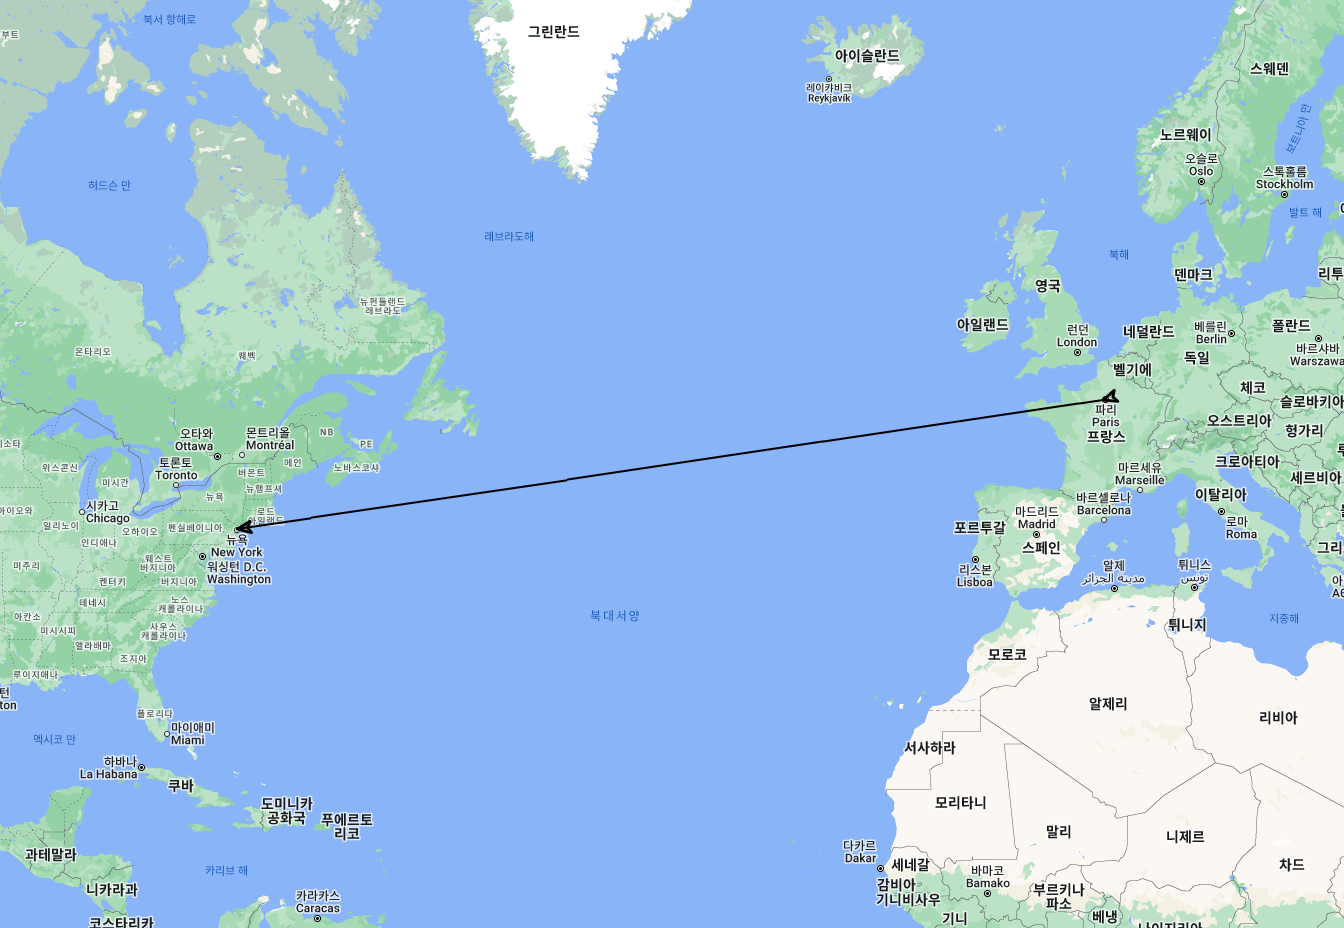 북서 항해로
그린란드
아이슬란드
레이캬비크
Reykjavík
스웨덴
노르웨이
보트니아 만
오슬로
Oslo
스톡홀름
Stockholm
발트 해
허드슨 만
래브라도해
북해
덴마크
리투
영국
아일랜드
런던
London
네덜란드
베를린
Berlin
폴란드
바르샤바
Warszawa
독일
벨기에
체코
슬로바키아
파리
Paris
프랑스
오스트리아
헝가리
크로아티아
세르비아
마르세유
Marseille
이탈리아
바르셀로나
Barcelona
로마
Roma
그리
포르투갈
마드리드
Madrid
스페인
리스본
Lisboa
알제
مدينة الجزائر
튀니스
تونس
지중해
뉴펀들랜드
래브라도
온타리오
퀘벡
오타와
Ottawa
몬트리올
Montréal
NB
PE
메인
노바스코샤
토론토
Toronto
버몬트
뉴햄프셔
위스콘신
미시간
뉴욕
시카고
Chicago
로드
아일랜드
아이오와
일리노이
인디애나
오하이오
펜실베이니아
뉴욕
New York
워싱턴 D.C.
Washington
미주리
웨스트
버지니아
켄터키
버지니아
테네시
노스
캐롤라이나
아칸소
미시시피
사우스
캐롤라이나
앨라배마
조지아
루이지애나
플로리다
마이애미
Miami
멕시코 만
하바나
La Habana
쿠바
도미니카
공화국
푸에르토
리코
과테말라
카리브 해
니카라과
카라카스
Caracas
코스타리카
북대서양
모로코
튀니지
알제리
리비아
서사하라
모리타니
말리
니제르
차드
다카르
Dakar
세네갈
감비아
기니비사우
바마코
Bamako
부르키나
파소
베냉
기니
나이지리아